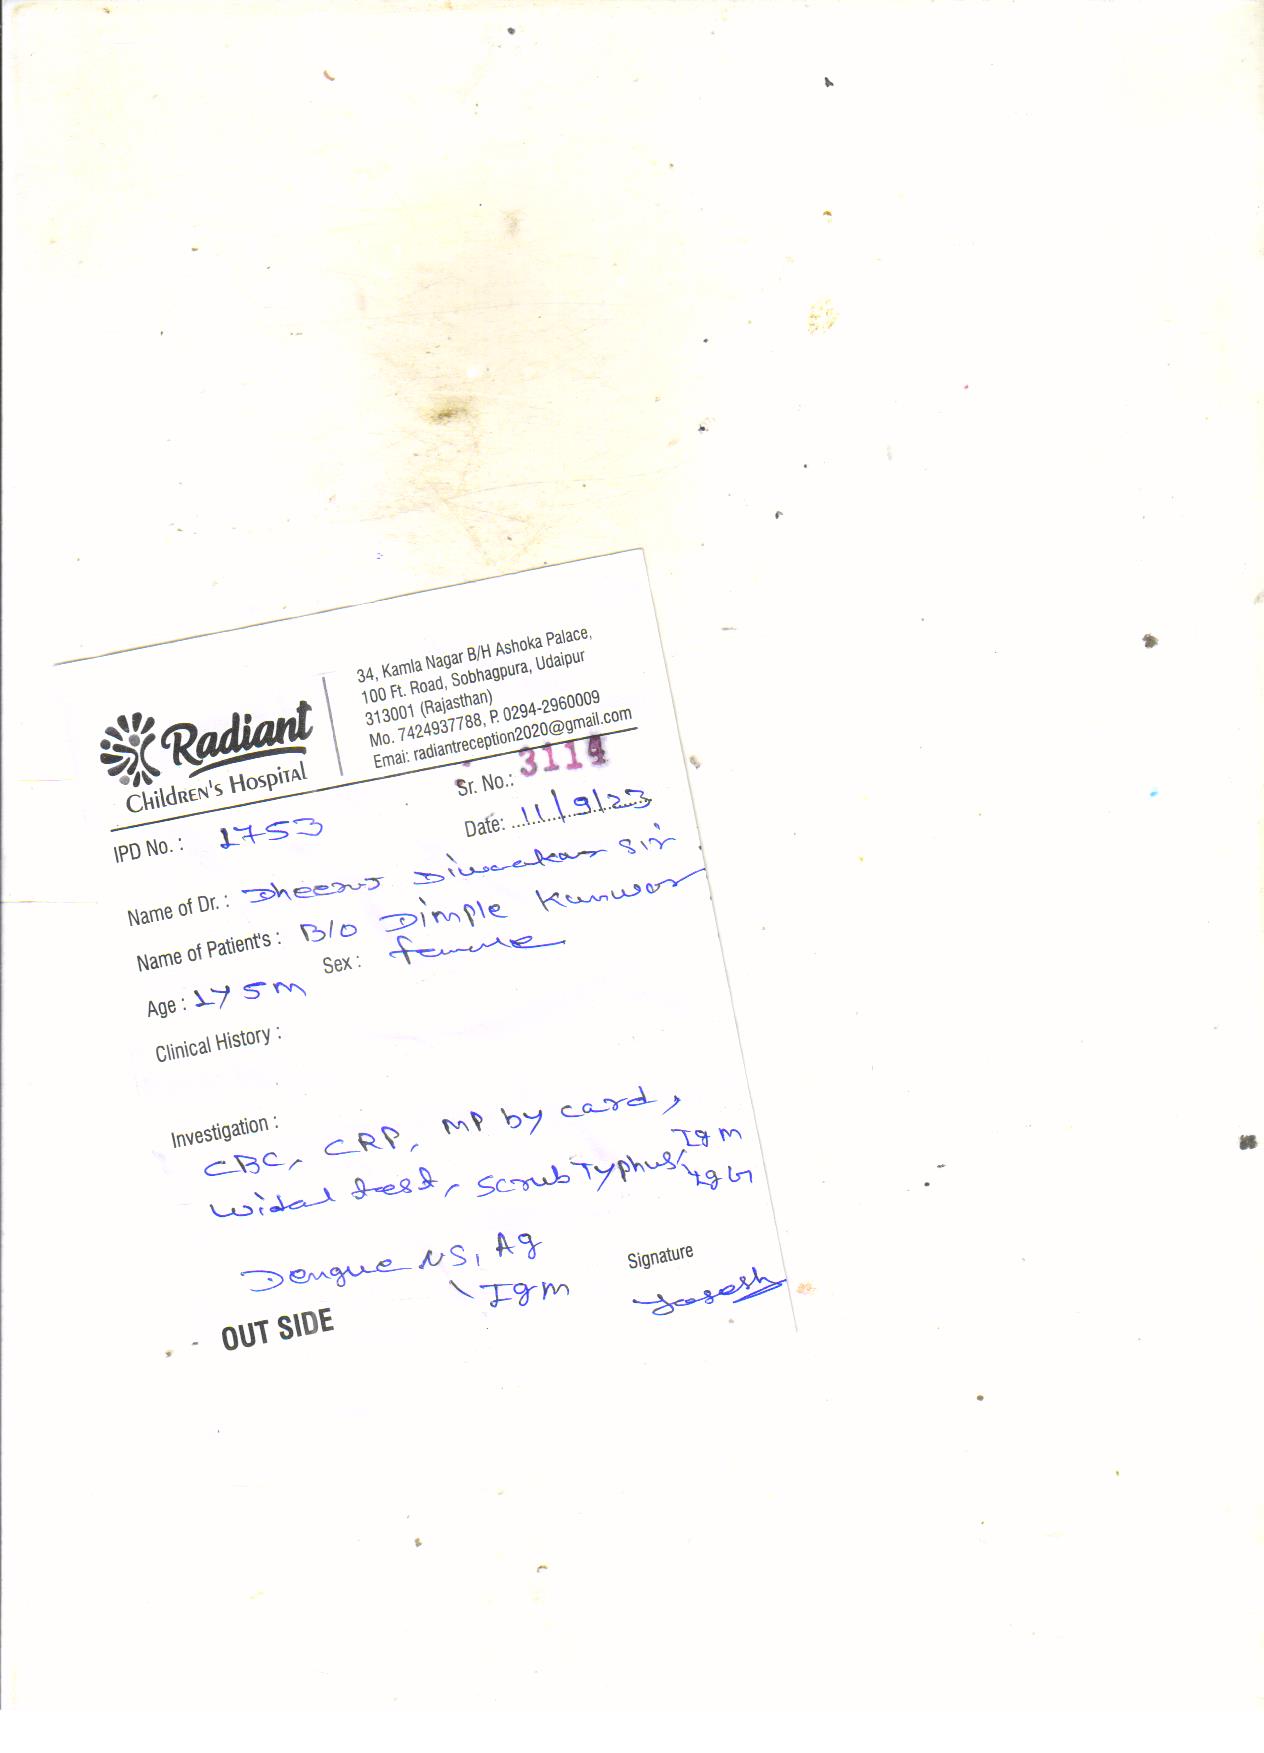 Radiant
Children's Hospital
34, Kamla Nagar B/H Ashoka Palace,
100 Ft. Road, Sobhagpura, Udaipur
313001 (Rajasthan)
Mo. 7424937788, P. 0294-2960009
Emai: radiantreception2020@gmail.com
Sr. No.: 3114
IPD No. : 1753
Date: 11/9/23
Name of Dr. : Dheeraj Diwakar Sir
Name of Patient's : B/O Dimple Kunwar
Age : 1y 5m Sex : female
Clinical History :
Investigation :
CBC, CRP, MP by card,
Widal test, Scrub Typhus/ IgM
IgG
Dengue NS1 Ag
\ IgM
Signature
Yogesh
OUT SIDE